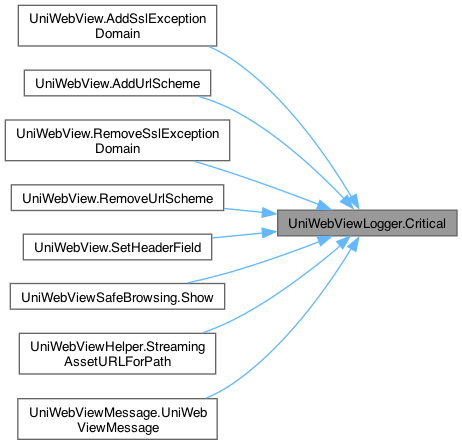 UniWebView.AddSslException
Domain
UniWebView.AddUrlScheme
UniWebView.RemoveSslException
Domain
UniWebView.RemoveUrlScheme
UniWebViewLogger.Critical
UniWebView.SetHeaderField
UniWebViewSafeBrowsing.Show
UniWebViewHelper.Streaming
AssetURLForPath
UniWebViewMessage.UniWeb
ViewMessage